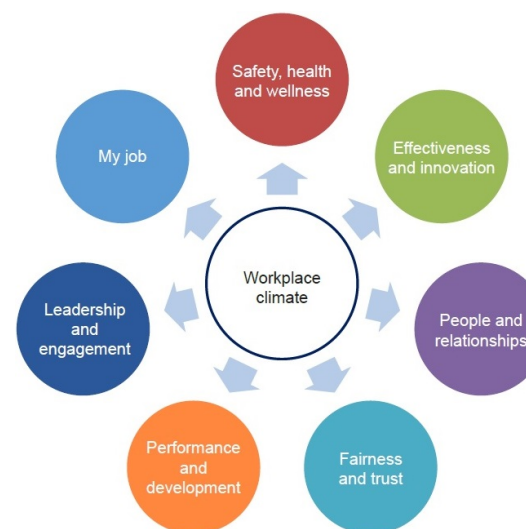 Safety, health
and wellness
My job
Effectiveness
and innovation
Workplace
climate
Leadership
and
engagement
People and
relationships
Performance
and
development
Fairness
and trust